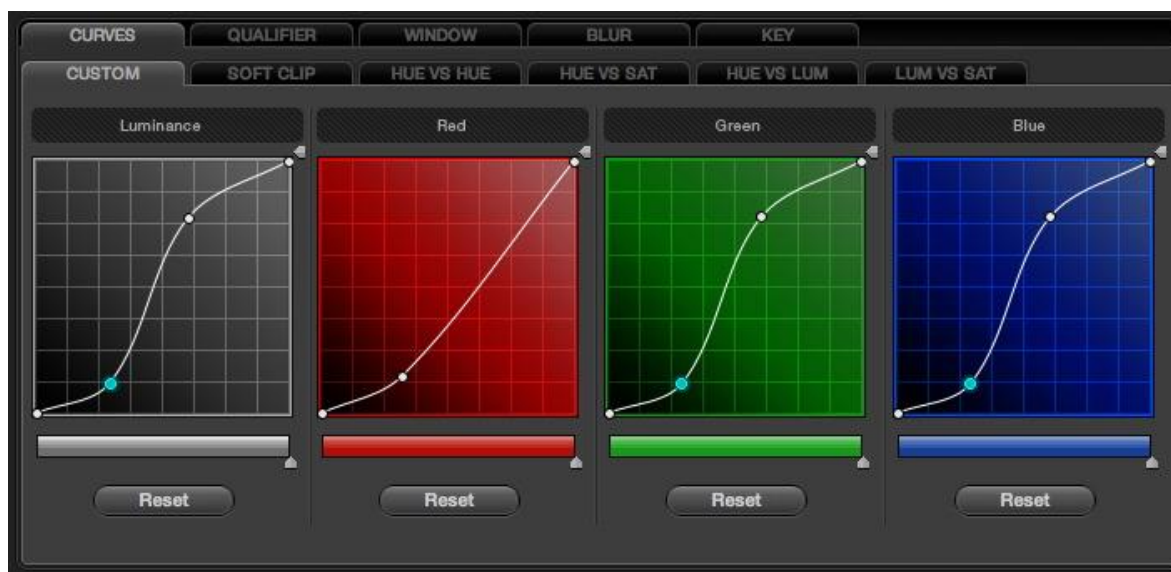 CURVES QUALIFIER WINDOW BLUR KEY
CUSTOM SOFT CLIP HUE VS HUE HUE VS SAT HUE VS LUM LUM VS SAT
Luminance Red Green Blue
Reset Reset Reset Reset